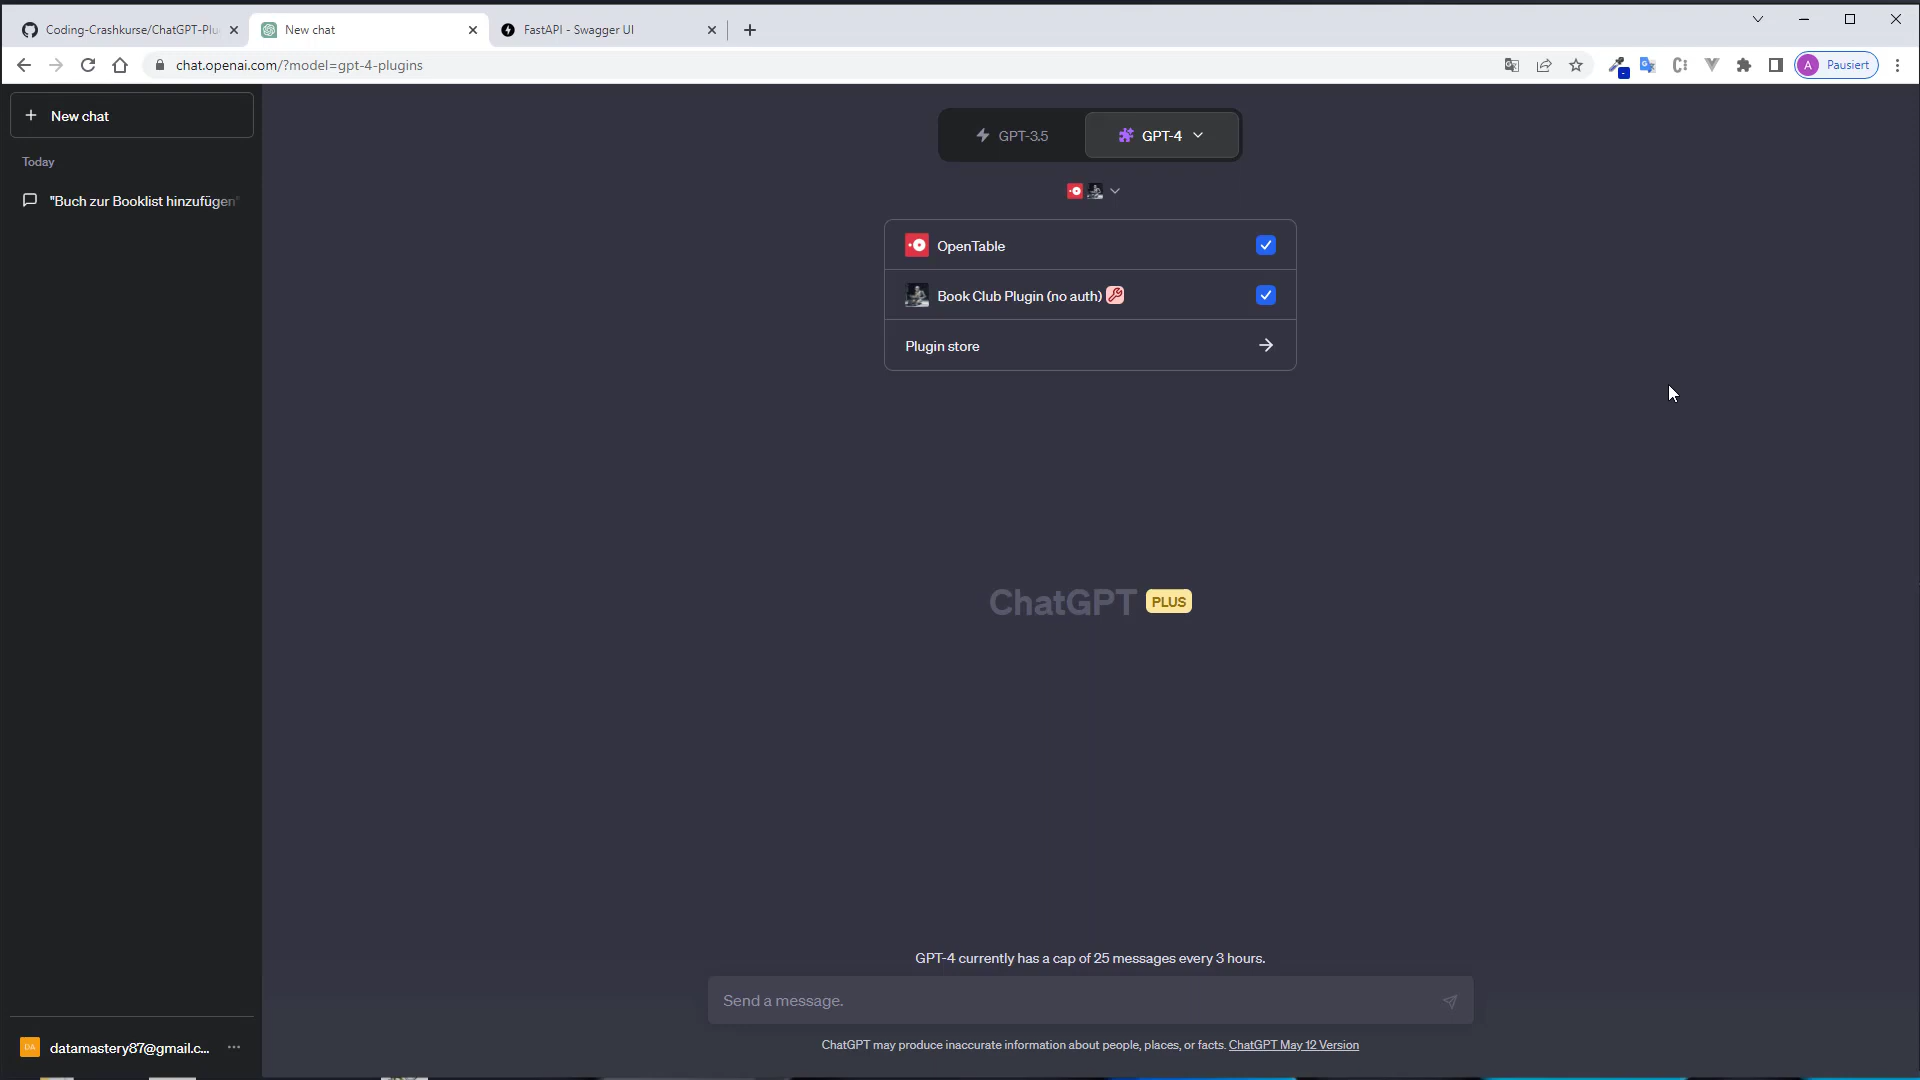 Coding-Crashkurse/ChatGPT-Plu
New chat
FastAPI - Swagger UI
chat.openai.com/?model=gpt-4-plugins
A
Pausiert
New chat
Today
"Buch zur Booklist hinzufügen"
GPT-3.5
GPT-4
OpenTable
Book Club Plugin (no auth)
Plugin store
ChatGPT PLUS
GPT-4 currently has a cap of 25 messages every 3 hours.
Send a message.
ChatGPT may produce inaccurate information about people, places, or facts. ChatGPT May 12 Version
DA
datamastery87@gmail.c...